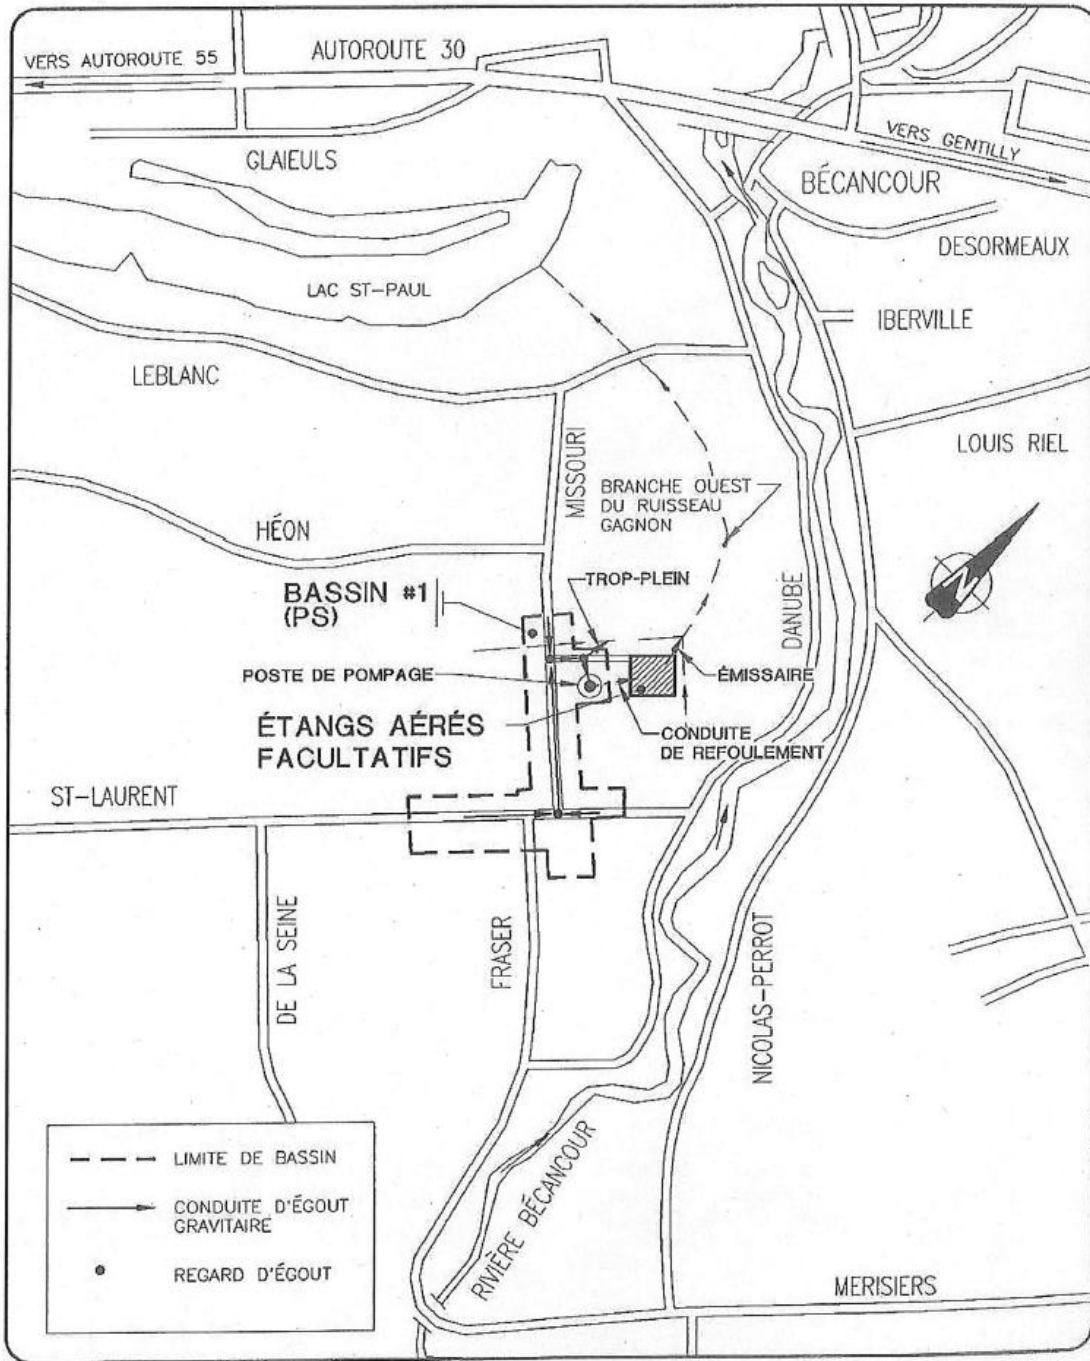 VERS AUTOROUTE 55
AUTOROUTE 30
GLAIEULS
VERS GENTILLY
BÉCANCOUR
DESORMEAUX
LAC ST-PAUL
IBERVILLE
LEBLANC
LOUIS RIEL
MISSOURI
BRANCHE OUEST
DU RUISSEAU
GAGNON
HÉON
N
TROP-PLEIN
DANUBE
BASSIN #1
(PS)
POSTE DE POMPAGE
ÉMISSAIRE
ÉTANGS AÉRÉS
FACULTATIFS
CONDUITE
DE REFOULEMENT
ST-LAURENT
DE LA SEINE
FRASER
NICOLAS-PERROT
RIVIÈRE BÉCANCOUR
MERISIERS
LIMITE DE BASSIN
CONDUITE D'ÉGOUT
GRAVITAIRE
REGARD D'ÉGOUT